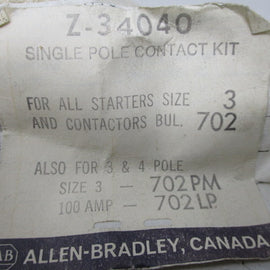 Z-34040
SINGLE POLE CONTACT KIT
FOR ALL STARTERS SIZE 3
AND CONTACTORS BUL. 702
ALSO FOR 3 & 4 POLE
SIZE 3 — 702PM
100 AMP — 702LP
AB ALLEN-BRADLEY, CANADA